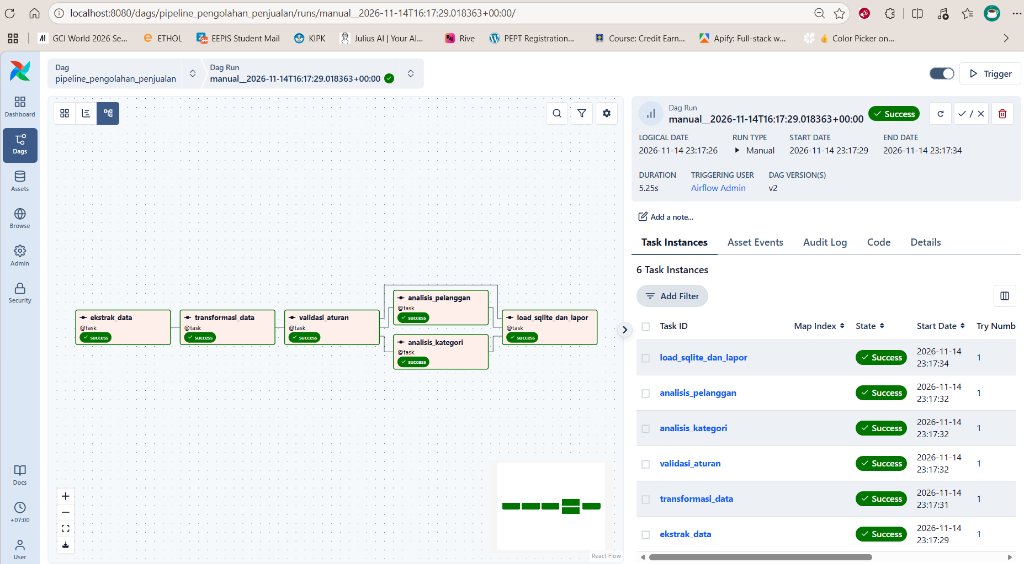 localhost:8080/dags/pipeline_pengolahan_penjualan/runs/manual__2026-11-14T16:17:29.018363+00:00/
GCI World 2026 Se...
ETHOL
EEPIS Student Mail
KIPK
Julius AI | Your AI...
Rive
PEPT Registration...
Course: Credit Earn...
Apify: Full-stack w...
Color Picker on...
Dag
pipeline_pengolahan_penjualan
Dag Run
manual__2026-11-14T16:17:29.018363+00:00
Trigger
Dashboard
Dags
Assets
Browse
Admin
Security
Docs
+07:00
User
ekstrak_data
@task
success
transformasi_data
@task
success
validasi_aturan
@task
success
analisis_pelanggan
@task
success
analisis_kategori
@task
success
load_sqlite_dan_lapor
@task
success
React Flow
Dag Run
manual__2026-11-14T16:17:29.018363+00:00
Success
LOGICAL DATE
2026-11-14 23:17:26
RUN TYPE
Manual
START DATE
2026-11-14 23:17:29
END DATE
2026-11-14 23:17:34
DURATION
5.25s
TRIGGERING USER
Airflow Admin
DAG VERSION(S)
v2
Add a note...
Task Instances Asset Events Audit Log Code Details
6 Task Instances
Add Filter
Task ID Map Index State Start Date Try Numb
load_sqlite_dan_lapor Success 2026-11-14 1
23:17:34
analisis_pelanggan Success 2026-11-14 1
23:17:32
analisis_kategori Success 2026-11-14 1
23:17:32
validasi_aturan Success 2026-11-14 1
23:17:32
transformasi_data Success 2026-11-14 1
23:17:31
ekstrak_data Success 2026-11-14 1
23:17:29